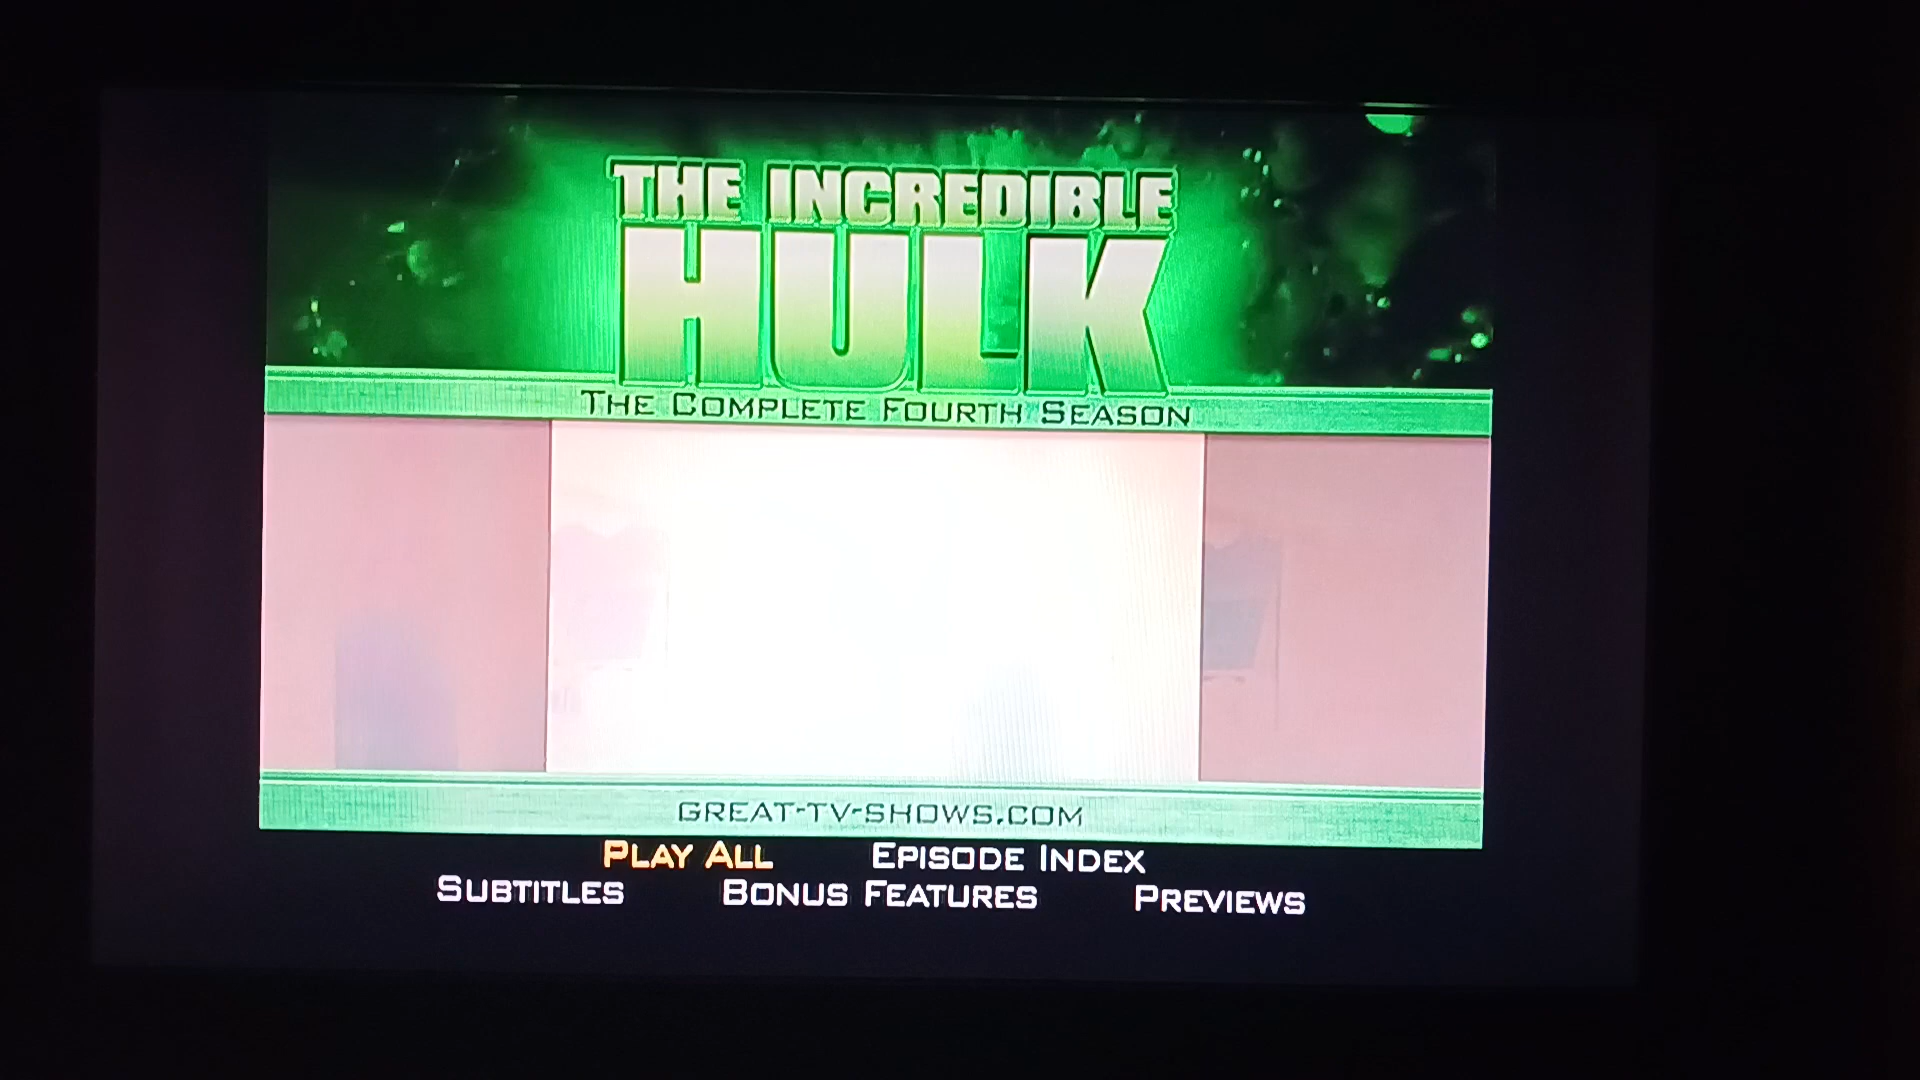 THE INCREDIBLE
HULK
THE COMPLETE FOURTH SEASON
GREAT-TV-SHOWS.COM
PLAY ALL EPISODE INDEX
SUBTITLES BONUS FEATURES PREVIEWS